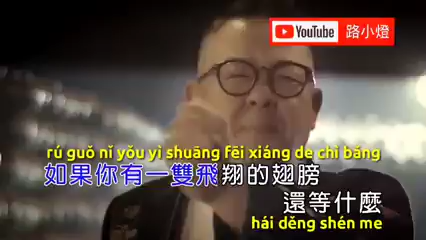 YouTube 路小燈
rú guǒ nǐ yǒu yì shuāng fēi xiáng de chì bǎng
如果你有一雙飛翔的翅膀
還等什麼
hái děng shén me